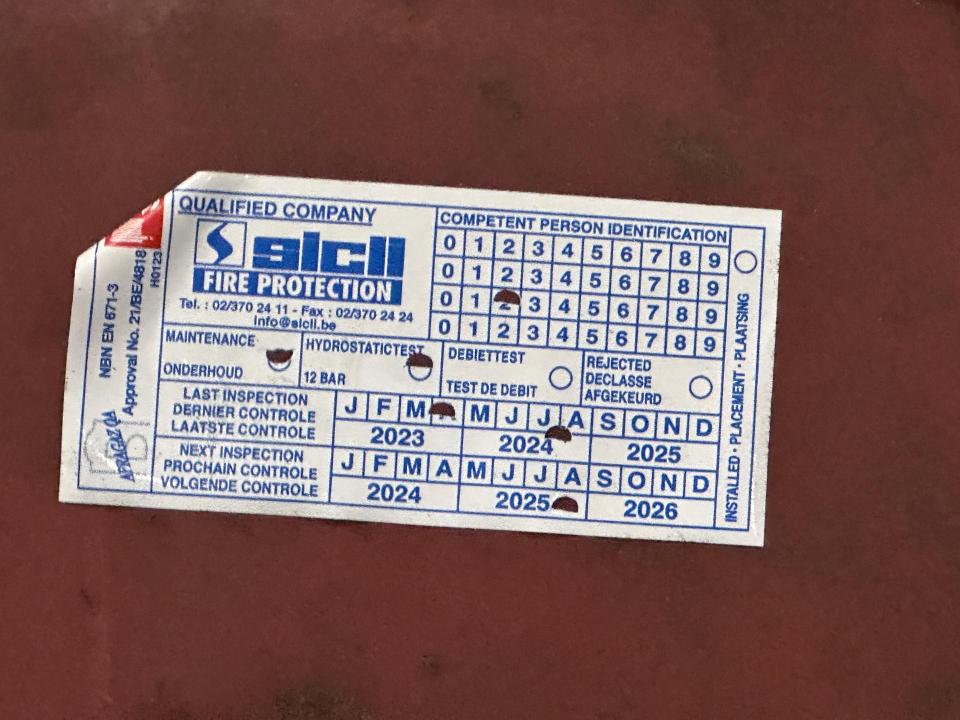 QUALIFIED COMPANY
sicli
FIRE PROTECTION
Tel. : 02/370 24 11 - Fax : 02/370 24 24
info@sicli.be
COMPETENT PERSON IDENTIFICATION
0 1 2 3 4 5 6 7 8 9
0 1 2 3 4 5 6 7 8 9
0 1 2 3 4 5 6 7 8 9
0 1 2 3 4 5 6 7 8 9
MAINTENANCE
ONDERHOUD
HYDROSTATICTEST
12 BAR
DEBIETTEST
TEST DE DEBIT
REJECTED
DECLASSE
AFGEKEURD
LAST INSPECTION
DERNIER CONTROLE
LAATSTE CONTROLE
J F M M J J A S O N D
2023 2024 2025
NEXT INSPECTION
PROCHAIN CONTROLE
VOLGENDE CONTROLE
J F M A M J J A S O N D
2024 2025 2026
INSTALLED • PLACEMENT • PLAATSING
NBN EN 671-3
Approval No. 21/BE/4818
H0123
APRAGAZ QA